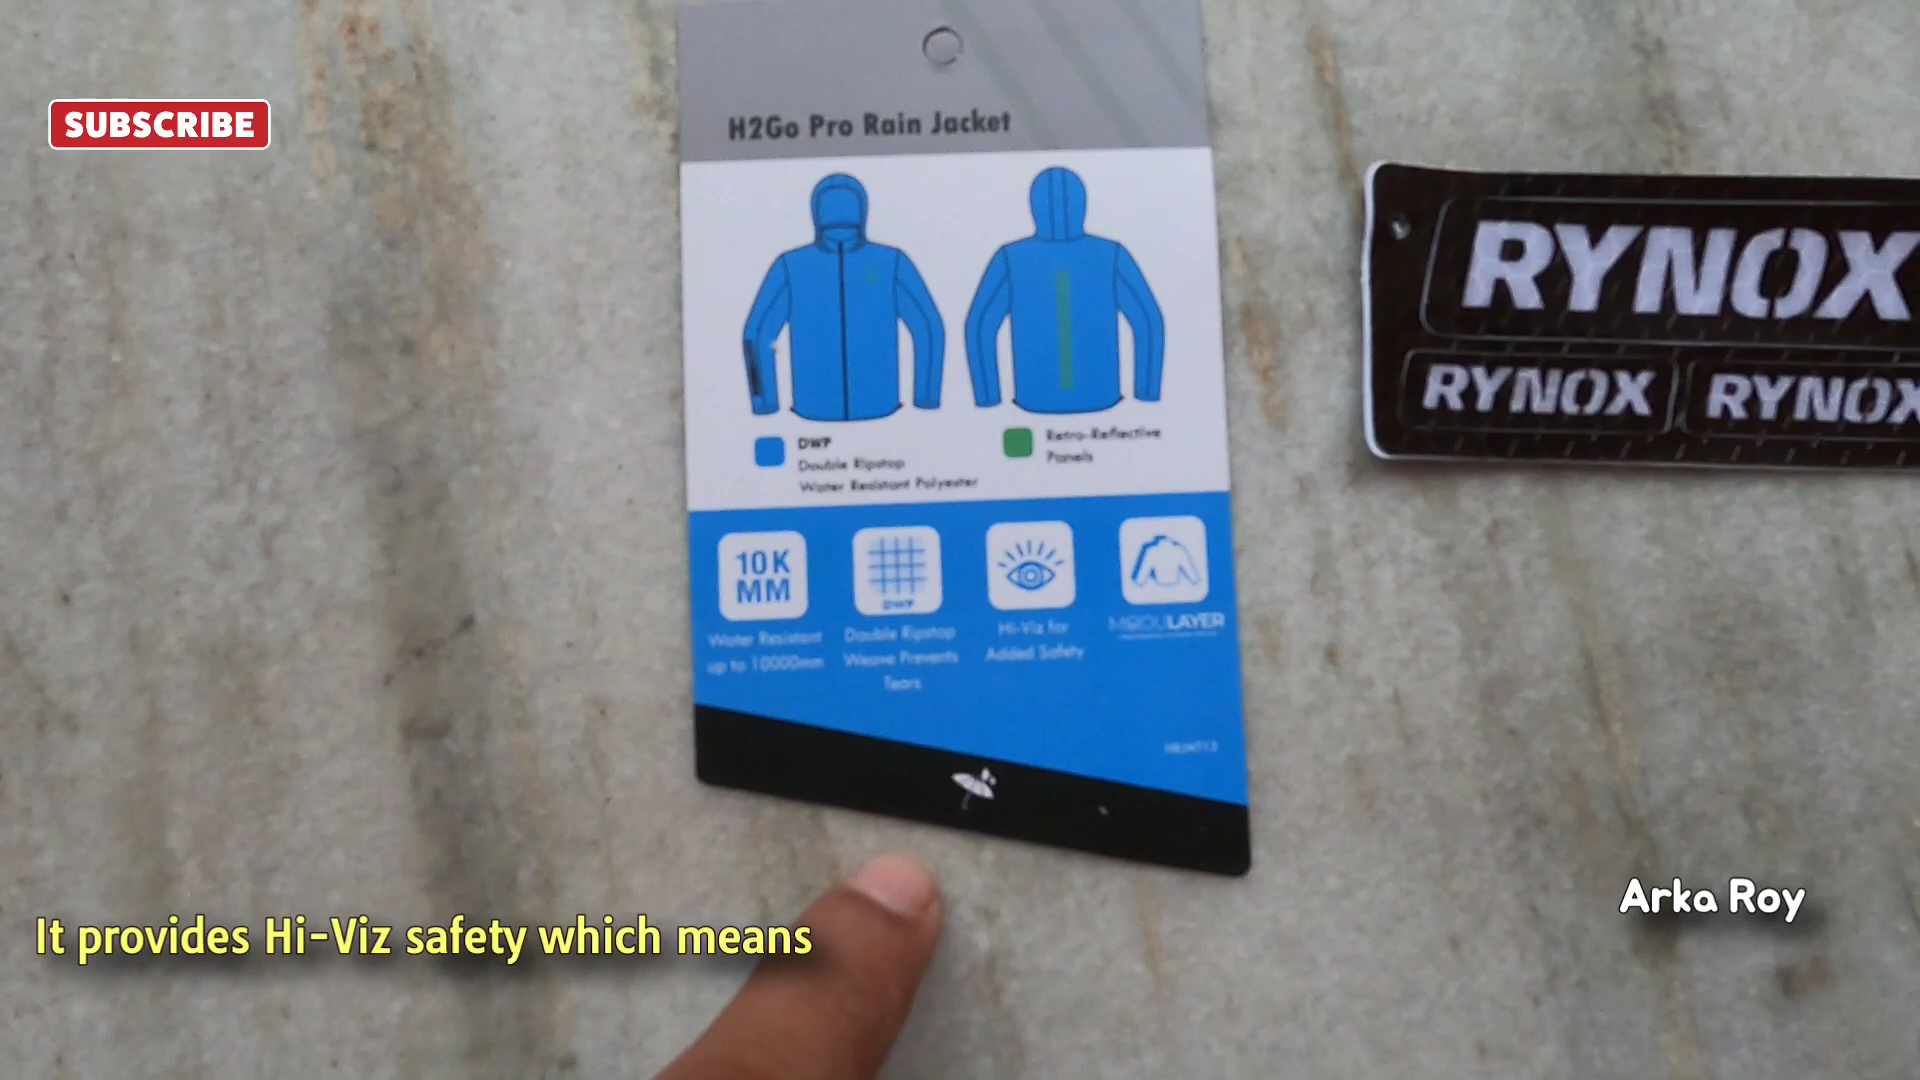 SUBSCRIBE
H2Go Pro Rain Jacket
DWP
Double Ripstop
Water Resistant Polyester
Retro-Reflective
Panels
RYNOX
RYNOX RYNOX
10K
MM
Water Resistant
up to 10000mm
DWP
Double Ripstop
Weave Prevents
Tears
Hi-Viz for
Added Safety
MODULAYER
Arka Roy
It provides Hi-Viz safety which means